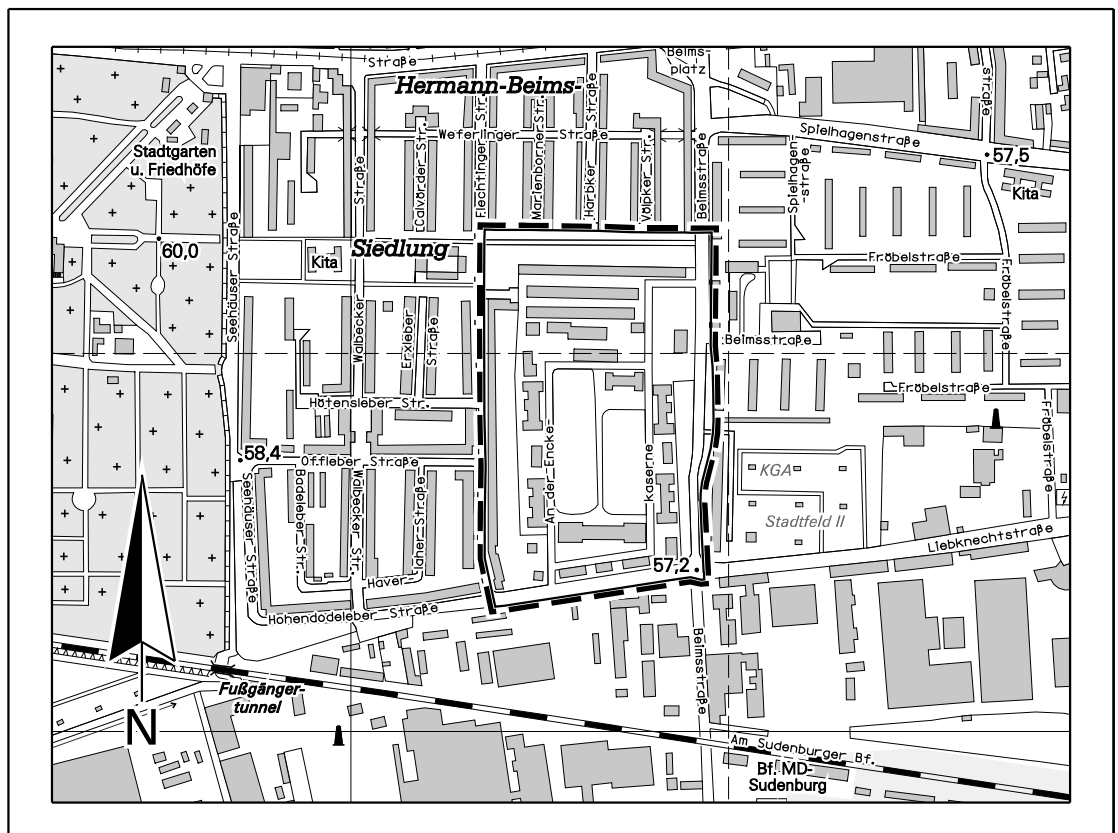 Straße
Hermann-Beims-
Beims-
platz
straße
Weferlinger Straße
Spielhagenstraße
57,5
Stadtgarten
u. Friedhöfe
Straße
Calvörder Str.
Flechtinger Str.
Marienborner Str.
Harbker Str.
Völpker Str.
Beimsstraße
Spielhagen-
straße
Kita
60,0
Seehäuser Straße
Kita
Siedlung
Fröbelstraße
Fröbelstraße
Walbecker
Erxleber
Straße
Beimsstraße
Hötensleber Str.
Fröbelstraße
Fröbelstraße
58,4
Offleber Straße
An der Encke-
kaserne
KGA
Stadtfeld II
Seehäuser Straße
Badeleber Str.
Walbecker Str.
Haver
laher Straße
57,2
Liebknechtstraße
Hohendodeleber Straße
Beimsstraße
Fußgänger-
tunnel
N
Am Sudenburger Bf.
Bf. MD-
Sudenburg